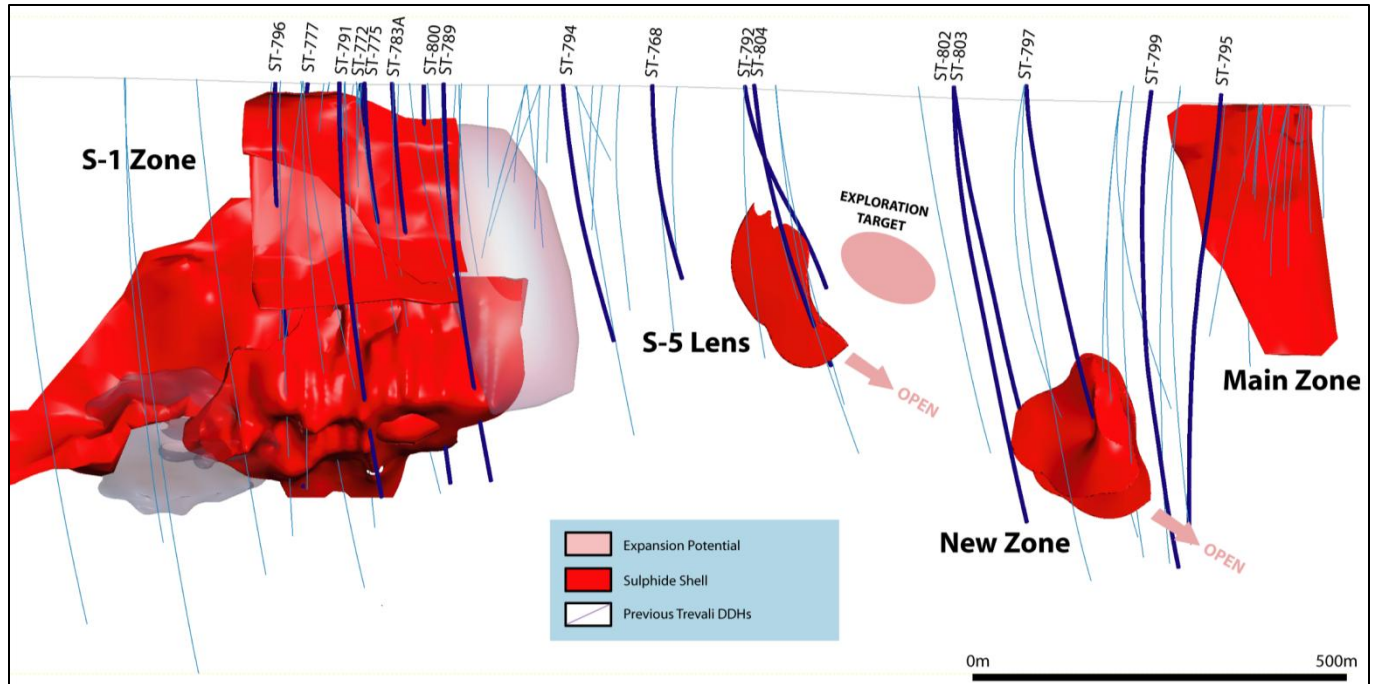 ST-796
ST-777
ST-791
ST-772
ST-775
ST-783A
ST-800
ST-789
ST-794
ST-768
ST-792
ST-804
ST-802
ST-803
ST-797
ST-799
ST-795
S-1 Zone
EXPLORATION
TARGET
S-5 Lens
OPEN
Main Zone
New Zone
OPEN
Expansion Potential
Sulphide Shell
Previous Trevali DDHs
0m
500m